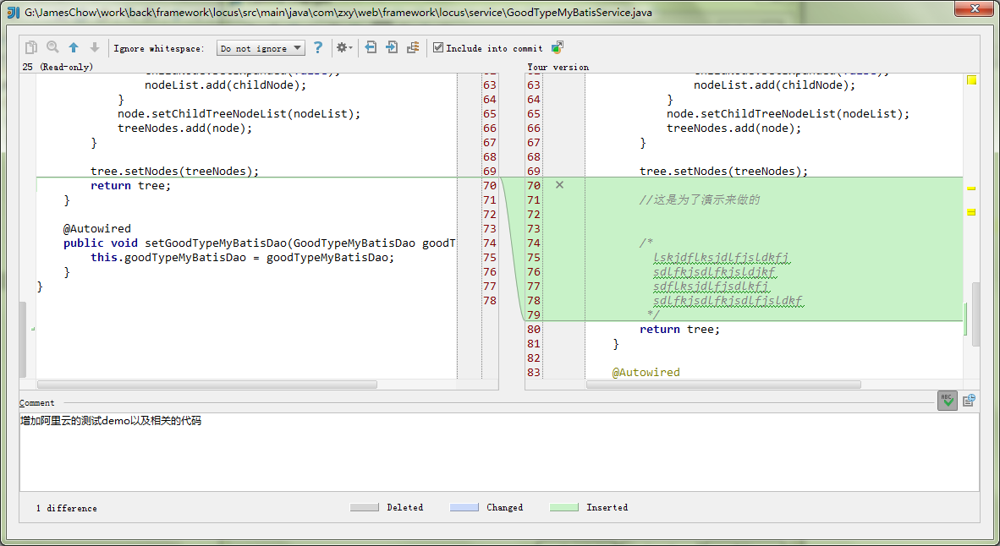 G:\JamesChow\work\back\framework\locus\src\main\java\com\zxy\web\framework\locus\service\GoodTypeMyBatisService.java
Ignore whitespace: Do not ignore ? Include into commit
25 (Read-only)
63 nodeList.add(childNode);
64 }
65 node.setChildTreeNodeList(nodeList);
66 treeNodes.add(node);
67 }
68
69 tree.setNodes(treeNodes);
70 return tree;
71 }
72
73 @Autowired
74 public void setGoodTypeMyBatisDao(GoodTypeMyBatisDao goodT
75 this.goodTypeMyBatisDao = goodTypeMyBatisDao;
76 }
77 }
78
Your version
63 nodeList.add(childNode);
64 }
65 node.setChildTreeNodeList(nodeList);
66 treeNodes.add(node);
67 }
68
69 tree.setNodes(treeNodes);
70
71 //这是为了演示来做的
72
73
74 /*
75 lskjdflksjdlfjsldkfj
76 sdlfkjsdlfkjsldjkf
77 sdflksjdlfjsdlkfj
78 sdlfkjsdlfkjsdlfjsldkf
79 */
80 return tree;
81 }
82
83 @Autowired
Comment
ABC
增加阿里云的测试demo以及相关的代码
1 difference Deleted Changed Inserted